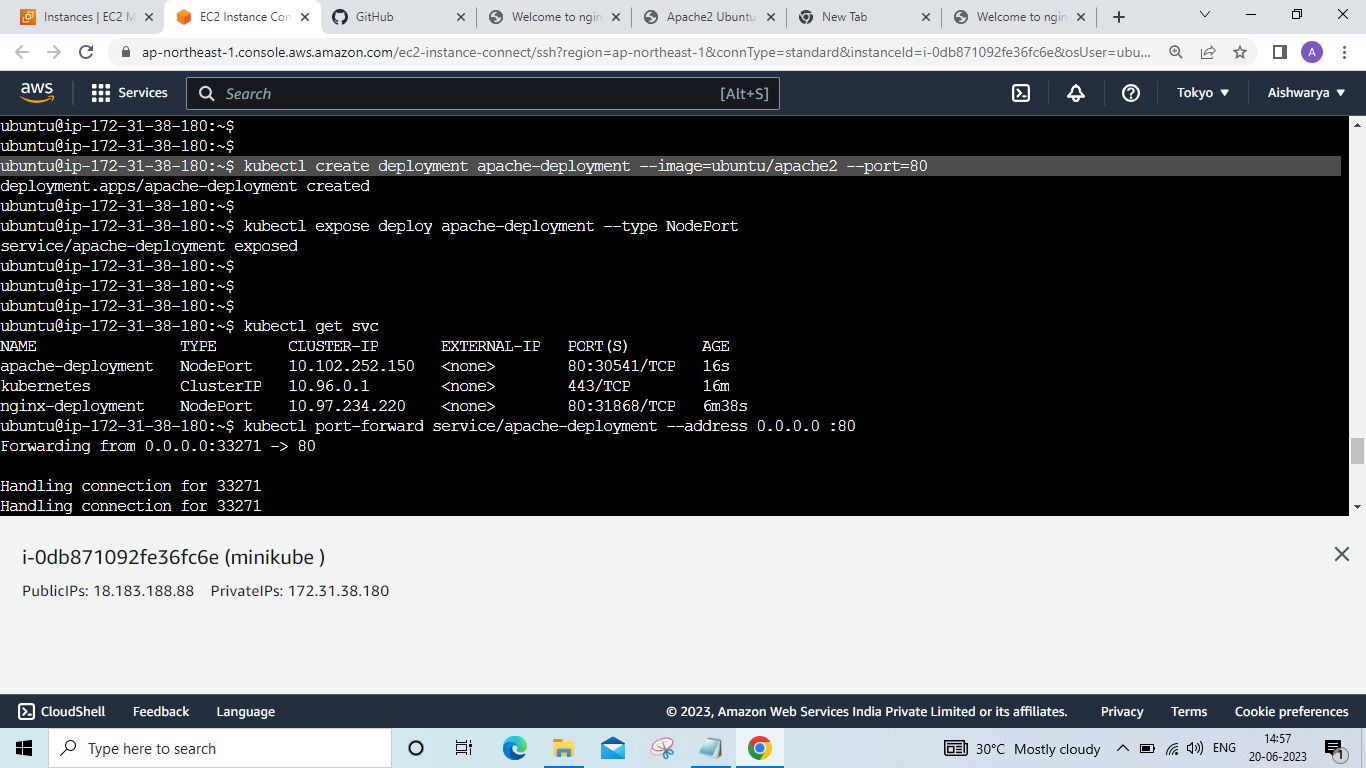 Instances | EC2 M
EC2 Instance Con
GitHub
Welcome to ngin
Apache2 Ubuntu
New Tab
Welcome to ngin
ap-northeast-1.console.aws.amazon.com/ec2-instance-connect/ssh?region=ap-northeast-1&connType=standard&instanceId=i-0db871092fe36fc6e&osUser=ubu...
A
aws
Services
Search
[Alt+S]
Tokyo
Aishwarya
ubuntu@ip-172-31-38-180:~$
ubuntu@ip-172-31-38-180:~$
ubuntu@ip-172-31-38-180:~$ kubectl create deployment apache-deployment --image=ubuntu/apache2 --port=80
deployment.apps/apache-deployment created
ubuntu@ip-172-31-38-180:~$
ubuntu@ip-172-31-38-180:~$ kubectl expose deploy apache-deployment --type NodePort
service/apache-deployment exposed
ubuntu@ip-172-31-38-180:~$
ubuntu@ip-172-31-38-180:~$
ubuntu@ip-172-31-38-180:~$
ubuntu@ip-172-31-38-180:~$ kubectl get svc
NAME TYPE CLUSTER-IP EXTERNAL-IP PORT(S) AGE
apache-deployment NodePort 10.102.252.150 <none> 80:30541/TCP 16s
kubernetes ClusterIP 10.96.0.1 <none> 443/TCP 16m
nginx-deployment NodePort 10.97.234.220 <none> 80:31868/TCP 6m38s
ubuntu@ip-172-31-38-180:~$ kubectl port-forward service/apache-deployment --address 0.0.0.0 :80
Forwarding from 0.0.0.0:33271 -> 80
Handling connection for 33271
Handling connection for 33271
i-0db871092fe36fc6e (minikube )
PublicIPs: 18.183.188.88 PrivateIPs: 172.31.38.180
CloudShell
Feedback
Language
© 2023, Amazon Web Services India Private Limited or its affiliates.
Privacy
Terms
Cookie preferences
Type here to search
30°C Mostly cloudy
ENG
14:57
20-06-2023
1